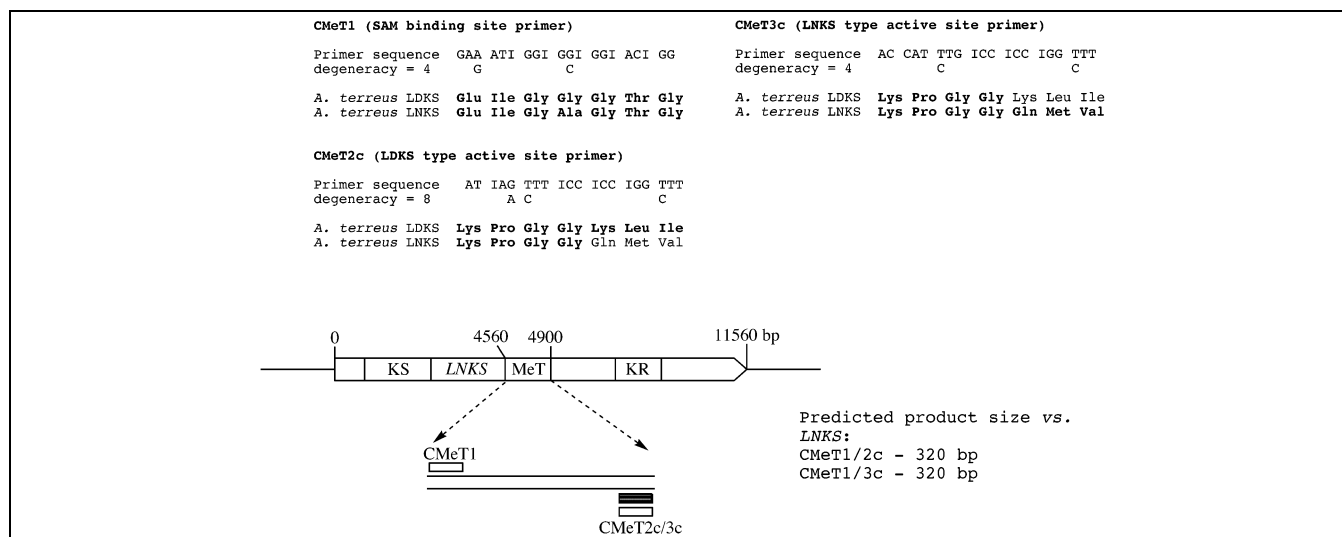 CMeT1 (SAM binding site primer)
Primer sequence GAA ATI GGI GGI GGI ACI GG
degeneracy = 4 G C
A. terreus LDKS Glu Ile Gly Gly Gly Thr Gly
A. terreus LNKS Glu Ile Gly Ala Gly Thr Gly
CMeT3c (LNKS type active site primer)
Primer sequence AC CAT TTG ICC ICC IGG TTT
degeneracy = 4 C C
A. terreus LDKS Lys Pro Gly Gly Lys Leu Ile
A. terreus LNKS Lys Pro Gly Gly Gln Met Val
CMeT2c (LDKS type active site primer)
Primer sequence AT IAG TTT ICC ICC IGG TTT
degeneracy = 8 A C C
A. terreus LDKS Lys Pro Gly Gly Lys Leu Ile
A. terreus LNKS Lys Pro Gly Gly Gln Met Val
0 4560 4900 11560 bp
KS LNKS MeT KR
CMeT1
CMeT2c/3c
Predicted product size vs.
LNKS:
CMeT1/2c - 320 bp
CMeT1/3c - 320 bp